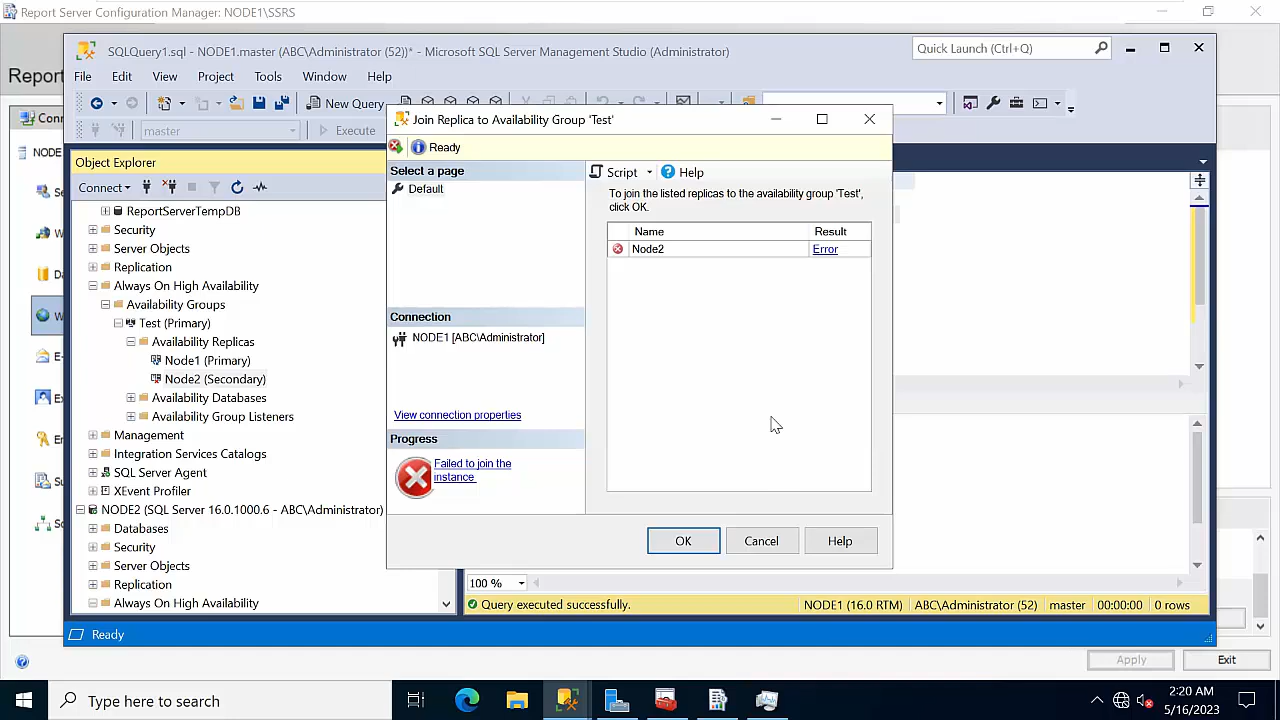 Report Server Configuration Manager: NODE1\SSRS
SQLQuery1.sql - NODE1.master (ABC\Administrator (52))* - Microsoft SQL Server Management Studio (Administrator)
Quick Launch (Ctrl+Q)
Report
File Edit View Project Tools Window Help
New Query
Conn
master
Execute
Join Replica to Availability Group 'Test'
Ready
NODE
Object Explorer
Connect
Select a page
Default
Script
Help
To join the listed replicas to the availability group 'Test',
click OK.
Name Result
Node2 Error
ReportServerTempDB
Security
Server Objects
Replication
Always On High Availability
Availability Groups
Test (Primary)
Availability Replicas
Node1 (Primary)
Node2 (Secondary)
Availability Databases
Availability Group Listeners
Management
Integration Services Catalogs
SQL Server Agent
XEvent Profiler
NODE2 (SQL Server 16.0.1000.6 - ABC\Administrator)
Databases
Security
Server Objects
Replication
Always On High Availability
Connection
NODE1 [ABC\Administrator]
View connection properties
Progress
Failed to join the
instance
OK Cancel Help
100 %
Query executed successfully.
NODE1 (16.0 RTM) ABC\Administrator (52) master 00:00:00 0 rows
Ready
Apply Exit
Type here to search
2:20 AM
5/16/2023